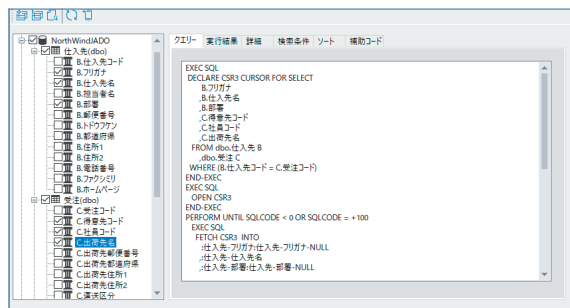 NorthWindJADO
仕入先(dbo)
B.仕入先コード
B.フリガナ
B.仕入先名
B.担当者名
B.部署
B.郵便番号
B.トドウフケン
B.都道府県
B.住所1
B.住所2
B.電話番号
B.ファクシミリ
B.ホームページ
受注(dbo)
C.受注コード
C.得意先コード
C.社員コード
C.出荷先名
C.出荷先郵便番号
C.出荷先都道府県
C.出荷先住所1
C.出荷先住所2
C.運送区分
クエリー 実行結果 詳細 検索条件 ソート 補助コード
EXEC SQL
DECLARE CSR3 CURSOR FOR SELECT
B.フリガナ
,B.仕入先名
,B.部署
,C.得意先コード
,C.社員コード
,C.出荷先名
FROM dbo.仕入先 B
,dbo.受注 C
WHERE (B.仕入先コード = C.受注コード)
END-EXEC
EXEC SQL
OPEN CSR3
END-EXEC
PERFORM UNTIL SQLCODE < 0 OR SQLCODE = +100
EXEC SQL
FETCH CSR3 INTO
:仕入先-フリガナ:仕入先-フリガナ-NULL
,:仕入先-仕入先名
,:仕入先-部署:仕入先-部署-NULL